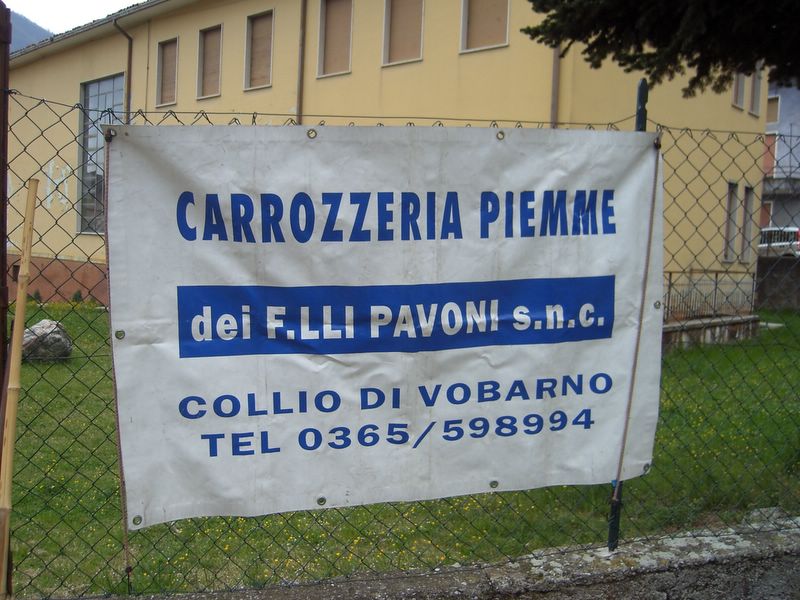 CARROZZERIA PIEMME
dei F.LLI PAVONI s.n.c.
COLLIO DI VOBARNO
TEL 0365/598994